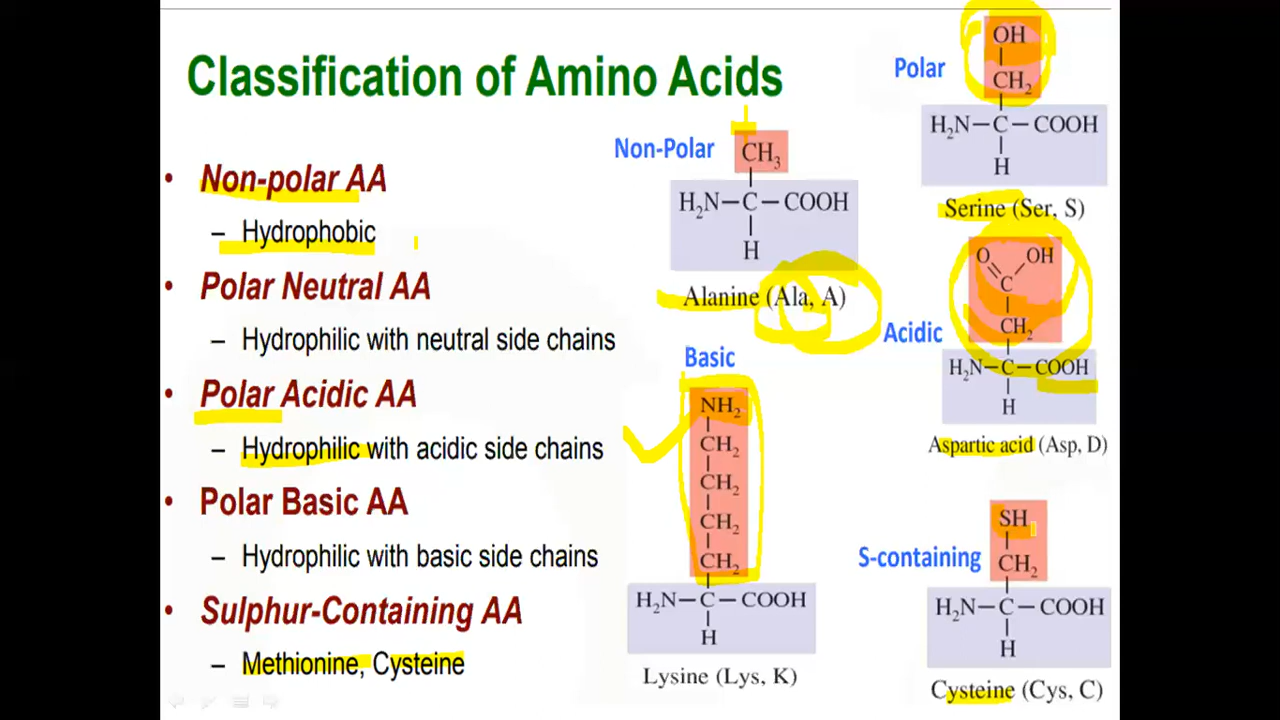 Classification of Amino Acids
• Non-polar AA
– Hydrophobic
• Polar Neutral AA
– Hydrophilic with neutral side chains
• Polar Acidic AA
– Hydrophilic with acidic side chains
• Polar Basic AA
– Hydrophilic with basic side chains
• Sulphur-Containing AA
– Methionine, Cysteine
Non-Polar
CH₃
H₂N–C–COOH
H
Alanine (Ala, A)
Basic
NH₂
CH₂
CH₂
CH₂
CH₂
H₂N–C–COOH
H
Lysine (Lys, K)
Polar
OH
CH₂
H₂N–C–COOH
H
Serine (Ser, S)
Acidic
O OH
C
CH₂
H₂N–C–COOH
H
Aspartic acid (Asp, D)
S-containing
SH
CH₂
H₂N–C–COOH
H
Cysteine (Cys, C)